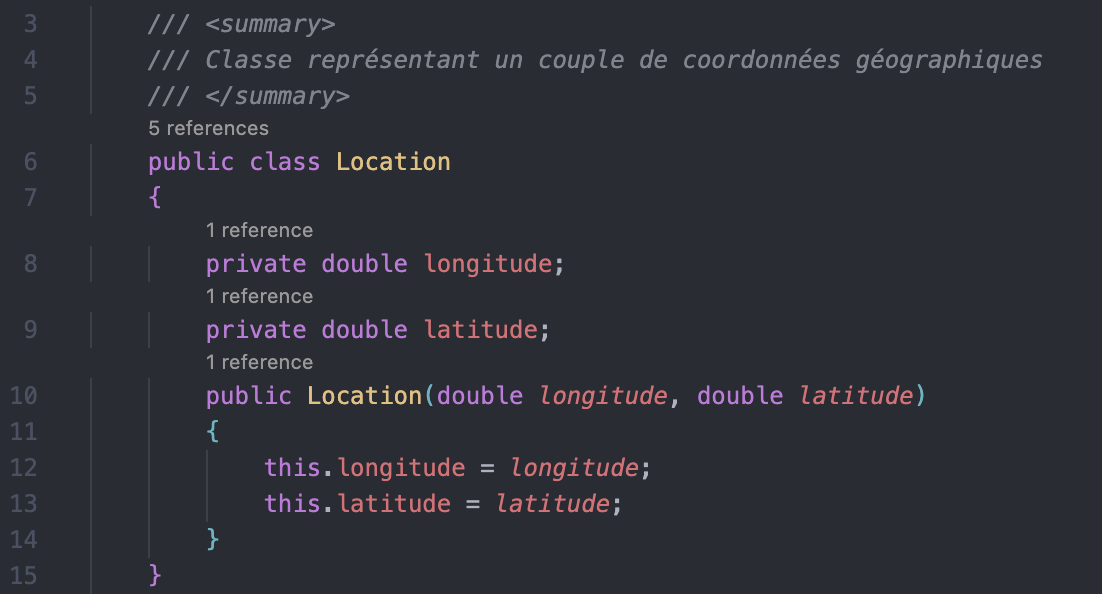 3 /// <summary>
4 /// Classe représentant un couple de coordonnées géographiques
5 /// </summary>
5 references
6 public class Location
7 {
1 reference
8 private double longitude;
1 reference
9 private double latitude;
1 reference
10 public Location(double longitude, double latitude)
11 {
12 this.longitude = longitude;
13 this.latitude = latitude;
14 }
15 }